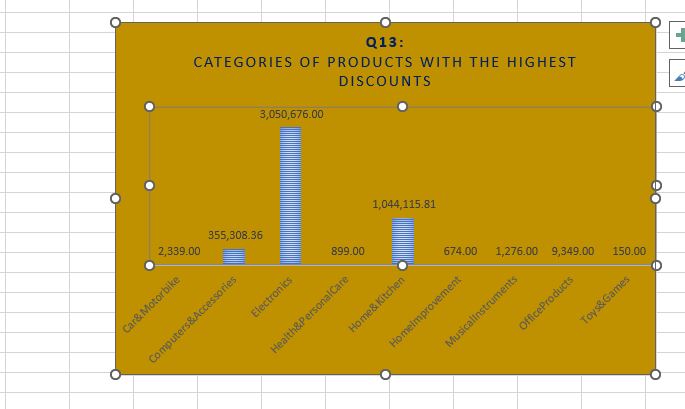 Q13:
CATEGORIES OF PRODUCTS WITH THE HIGHEST
DISCOUNTS
3,050,676.00
1,044,115.81
355,308.36
2,339.00
899.00
674.00
1,276.00
9,349.00
150.00
Car&Motorbike
Computers&Accessories
Electronics
Health&PersonalCare
Home&Kitchen
HomeImprovement
MusicalInstruments
OfficeProducts
Toys&Games